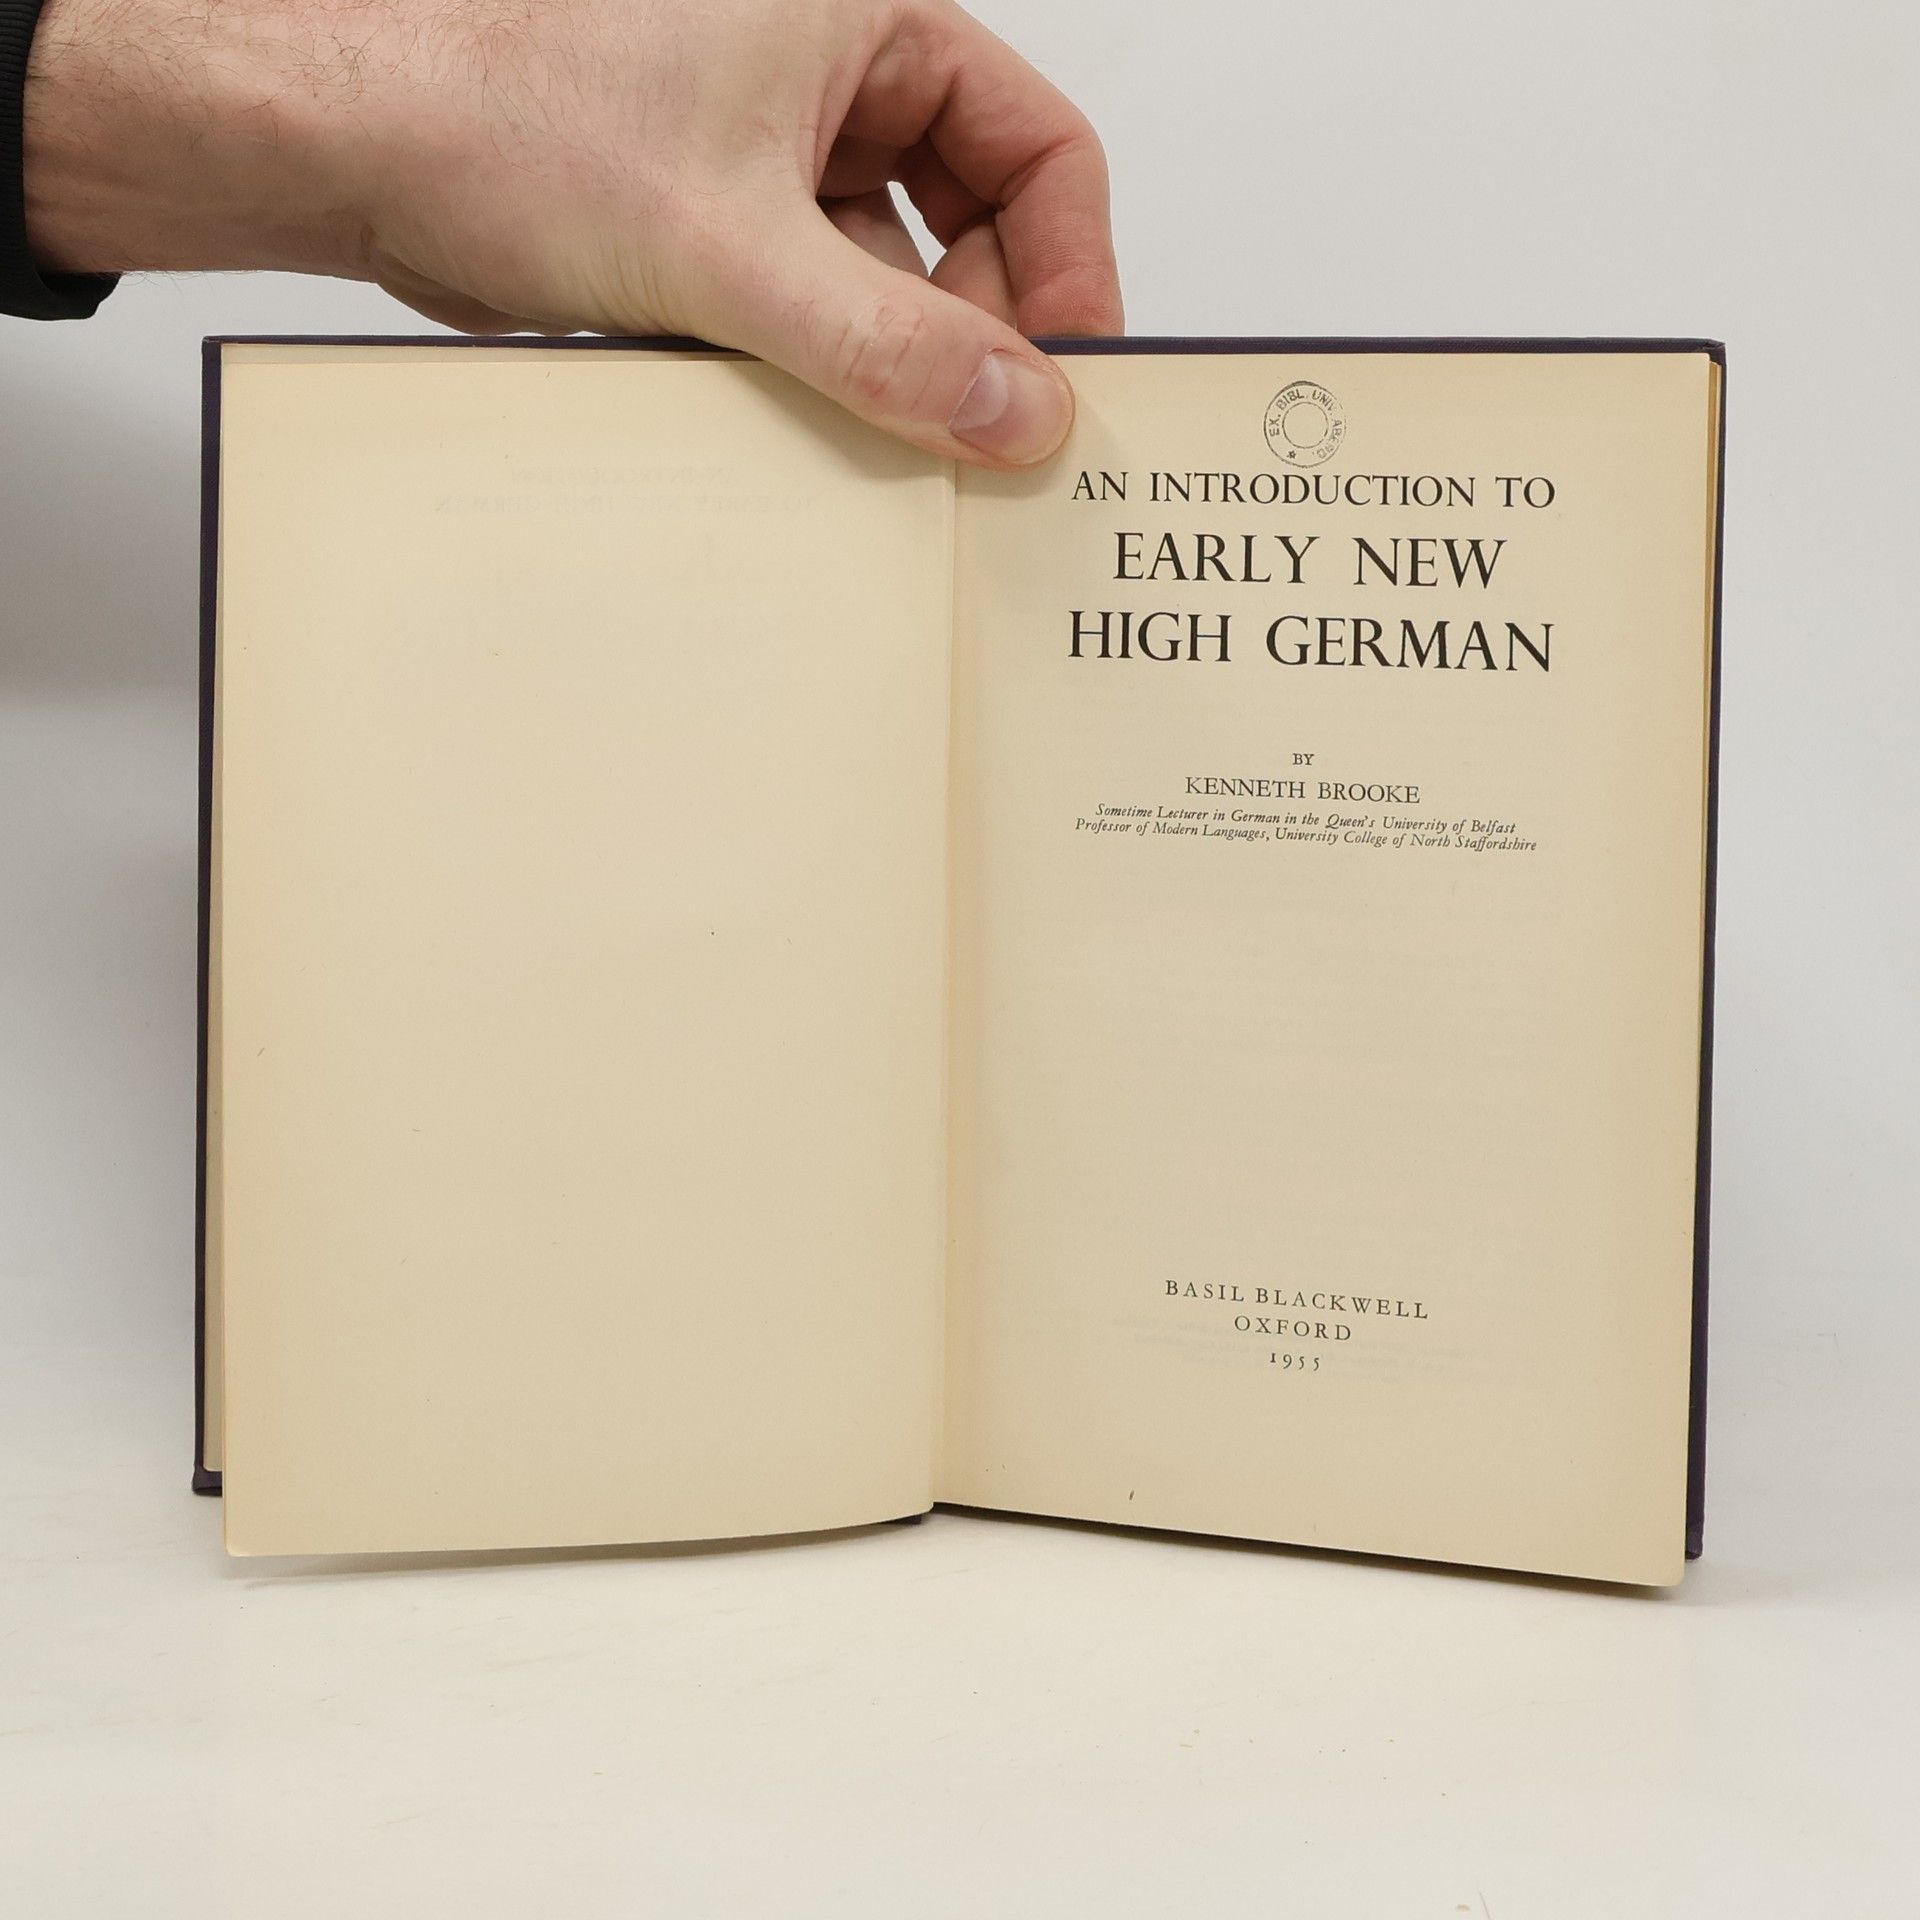 EX. BIBL. UNIV. ABERD.
AN INTRODUCTION TO
EARLY NEW
HIGH GERMAN
BY
KENNETH BROOKE
Sometime Lecturer in German in the Queen's University of Belfast
Professor of Modern Languages, University College of North Staffordshire
BASIL BLACKWELL
OXFORD
1955